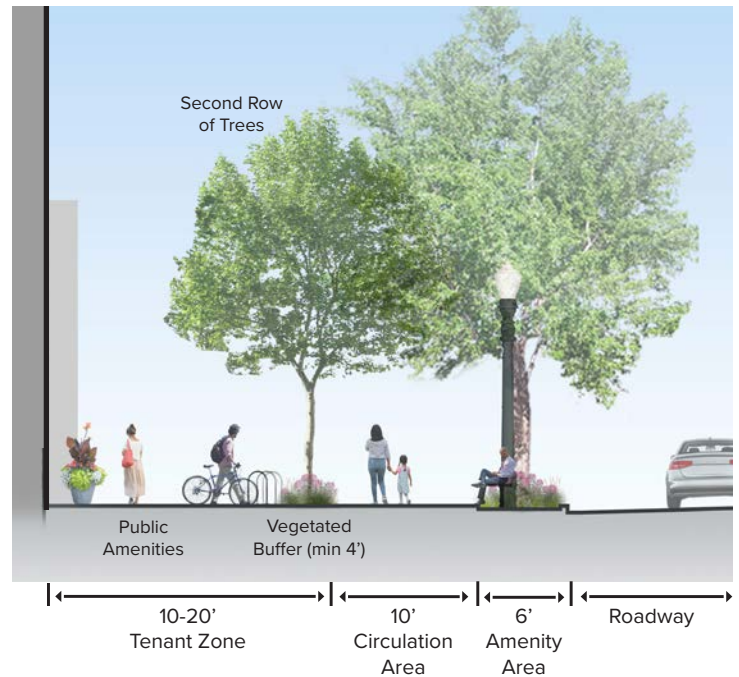 Second Row
of Trees
Public
Amenities
Vegetated
Buffer (min 4’)
10-20’
Tenant Zone
10’
Circulation
Area
6’
Amenity
Area
Roadway